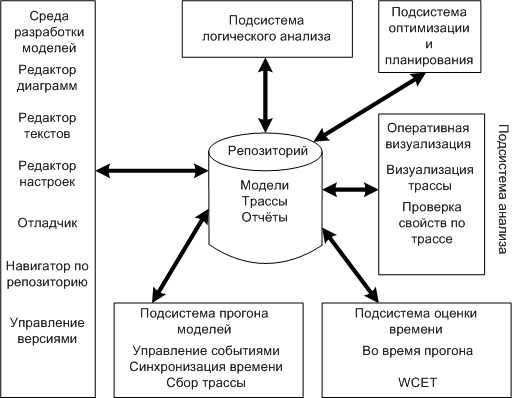 Среда
разработки
моделей
Редактор
диаграмм
Редактор
текстов
Редактор
настроек
Отладчик
Навигатор по
репозиторию
Управление
версиями
Подсистема
логического анализа
Подсистема
оптимизации
и
планирования
Репозиторий
Модели
Трассы
Отчёты
Оперативная
визуализация
Визуализация
трассы
Проверка
свойств по
трассе
Подсистема анализа
Подсистема прогона
моделей
Управление событиями
Синхронизация времени
Сбор трассы
Подсистема оценки
времени
Во время прогона
WCET